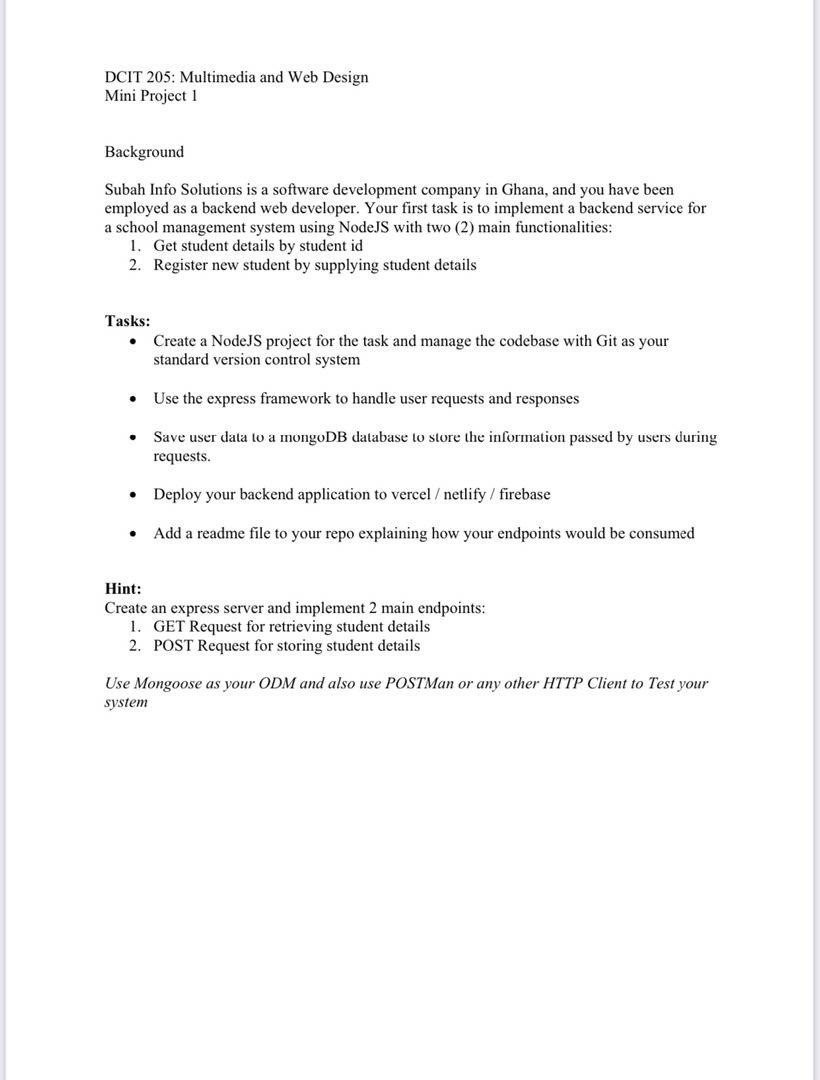 DCIT 205: Multimedia and Web Design
Mini Project 1
Background
Subah Info Solutions is a software development company in Ghana, and you have been
employed as a backend web developer. Your first task is to implement a backend service for
a school management system using NodeJS with two (2) main functionalities:
1. Get student details by student id
2. Register new student by supplying student details
Tasks:
• Create a NodeJS project for the task and manage the codebase with Git as your
standard version control system
• Use the express framework to handle user requests and responses
• Save user data to a mongoDB database to store the information passed by users during
requests.
• Deploy your backend application to vercel / netlify / firebase
• Add a readme file to your repo explaining how your endpoints would be consumed
Hint:
Create an express server and implement 2 main endpoints:
1. GET Request for retrieving student details
2. POST Request for storing student details
Use Mongoose as your ODM and also use POSTMan or any other HTTP Client to Test your
system